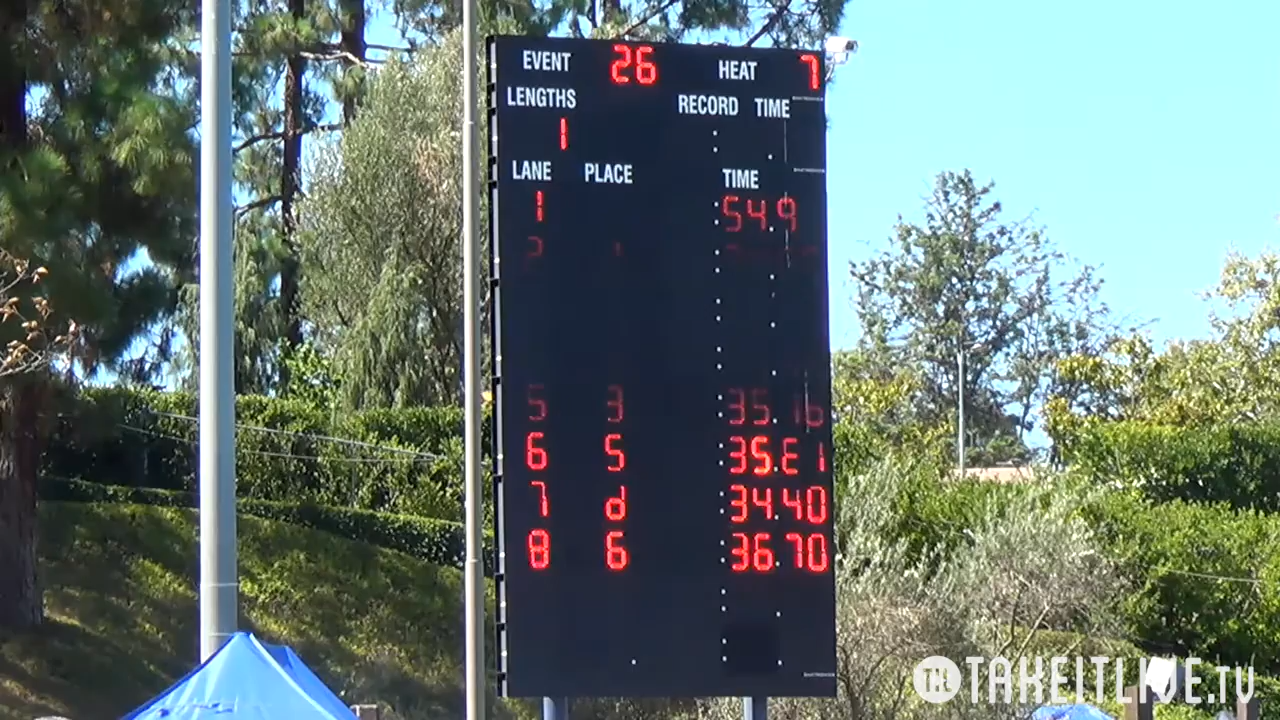 EVENT 26 HEAT 7
LENGTHS RECORD TIME
1
LANE PLACE TIME
1 54.9
5 3 35.16
6 5 35.E1
7 d 34.40
8 6 36.70
TAKEITLIVE.TV